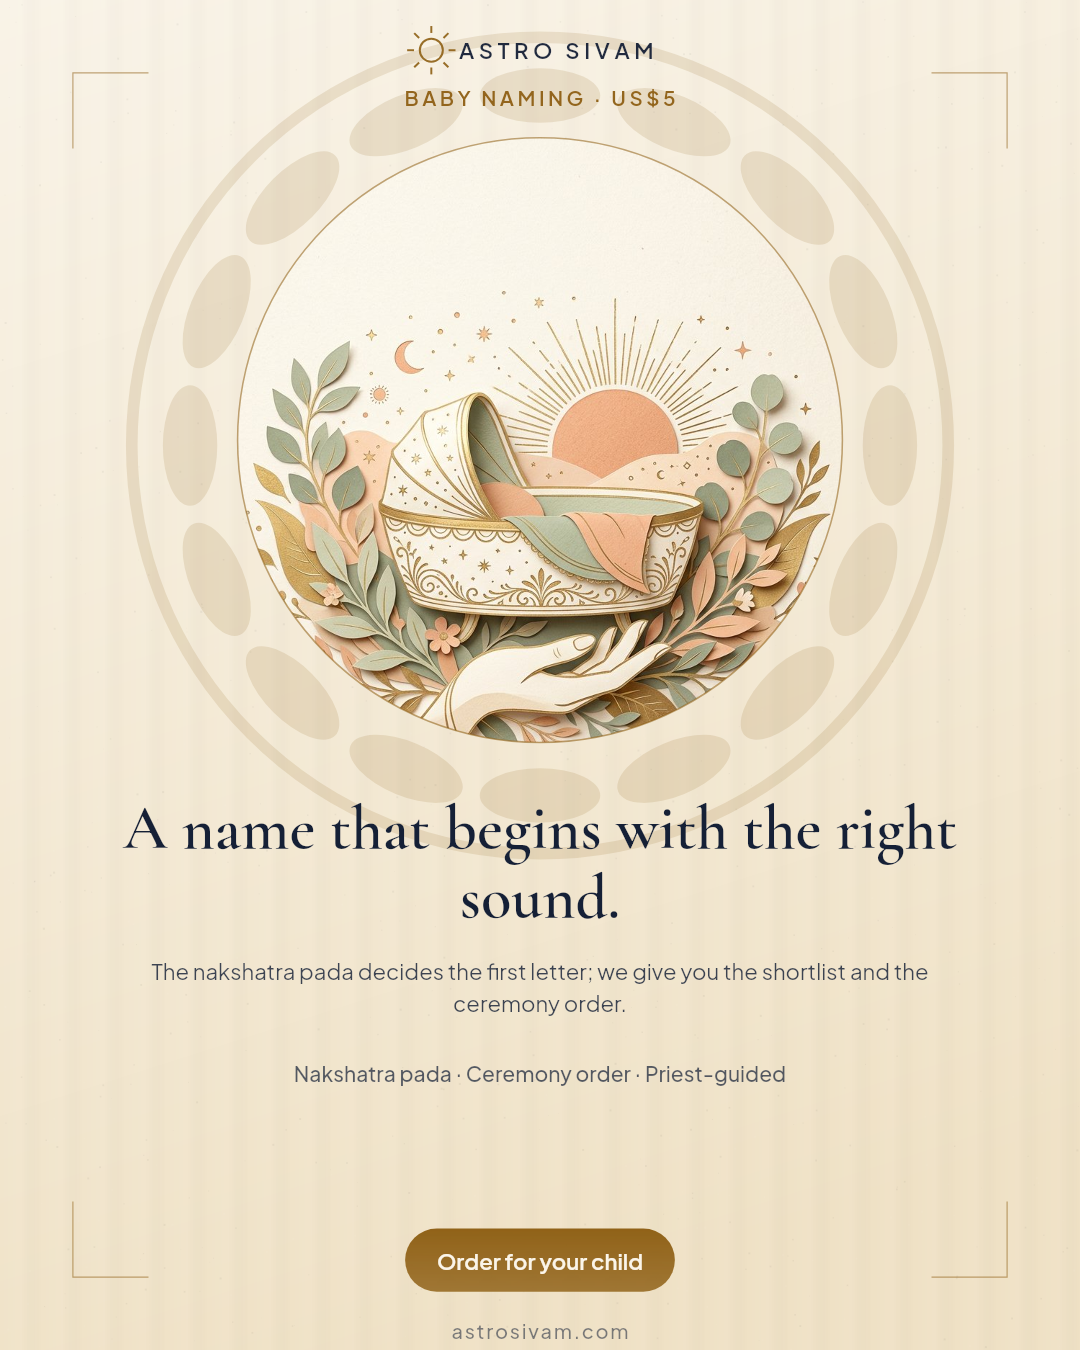 ASTRO SIVAM
BABY NAMING · US$5
A name that begins with the right
sound.
The nakshatra pada decides the first letter; we give you the shortlist and the
ceremony order.
Nakshatra pada · Ceremony order · Priest-guided
Order for your child
astrosivam.com